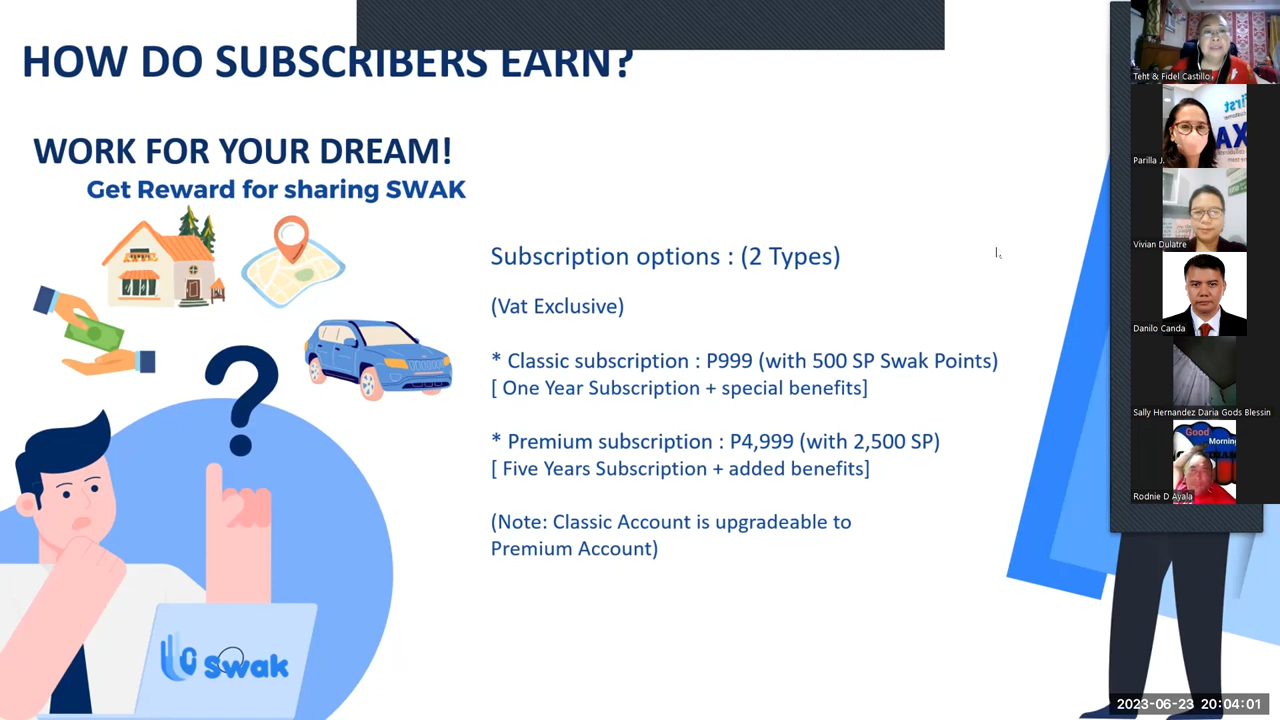 HOW DO SUBSCRIBERS EARN?
WORK FOR YOUR DREAM!
Get Reward for sharing SWAK
Subscription options : (2 Types)
(Vat Exclusive)
* Classic subscription : P999 (with 500 SP Swak Points)
[ One Year Subscription + special benefits]
* Premium subscription : P4,999 (with 2,500 SP)
[ Five Years Subscription + added benefits]
(Note: Classic Account is upgradeable to
Premium Account)
Swak
Teht & Fidel Castillo
First
Parilla J.
Vivian Dulatre
Danilo Canda
Sally Hernandez Daria Gods Blessin
Good
Morning
Rodnie D Ayala
2023-06-23 20:04:01